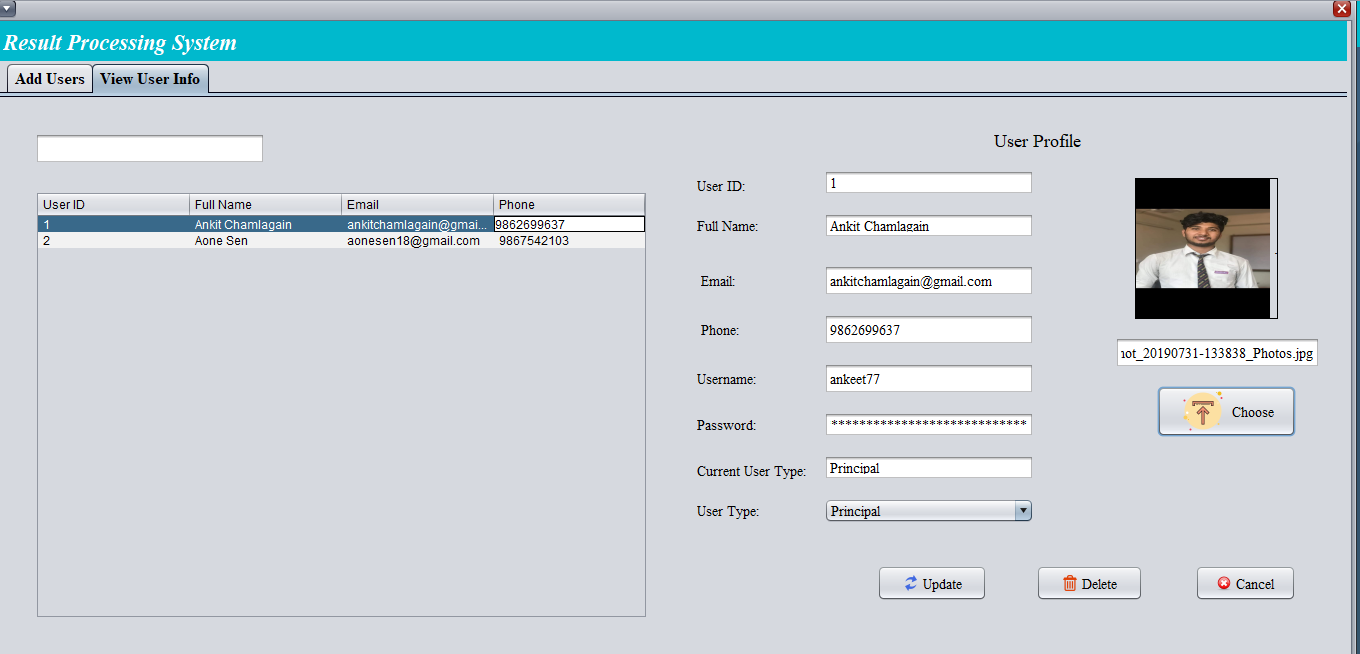 Result Processing System
Add Users View User Info
User Profile
User ID Full Name Email Phone
1 Ankit Chamlagain ankitchamlagain@gmai... 9862699637
2 Aone Sen aonesen18@gmail.com 9867542103
User ID: 1
Full Name: Ankit Chamlagain
Email: ankitchamlagain@gmail.com
Phone: 9862699637
Username: ankeet77
Password: ****************************
Current User Type: Principal
User Type: Principal
ot_20190731-133838_Photos.jpg
Choose
Update Delete Cancel